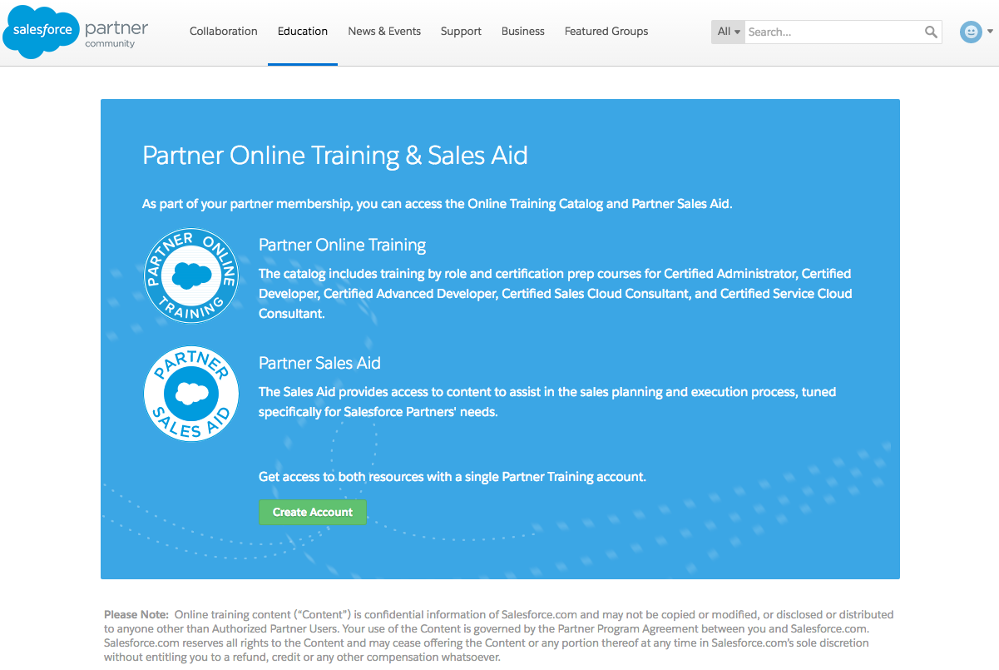 salesforce
partner
community
Collaboration
Education
News & Events
Support
Business
Featured Groups
All
Search...
Partner Online Training & Sales Aid
As part of your partner membership, you can access the Online Training Catalog and Partner Sales Aid.
PARTNER ONLINE
TRAINING
Partner Online Training
The catalog includes training by role and certification prep courses for Certified Administrator, Certified
Developer, Certified Advanced Developer, Certified Sales Cloud Consultant, and Certified Service Cloud
Consultant.
PARTNER
SALES AID
Partner Sales Aid
The Sales Aid provides access to content to assist in the sales planning and execution process, tuned
specifically for Salesforce Partners' needs.
Get access to both resources with a single Partner Training account.
Create Account
Please Note:  Online training content (“Content”) is confidential information of Salesforce.com and may not be copied or modified, or disclosed or distributed
to anyone other than Authorized Partner Users. Your use of the Content is governed by the Partner Program Agreement between you and Salesforce.com.
Salesforce.com reserves all rights to the Content and may cease offering the Content or any portion thereof at any time in Salesforce.com’s sole discretion
without entitling you to a refund, credit or any other compensation whatsoever.